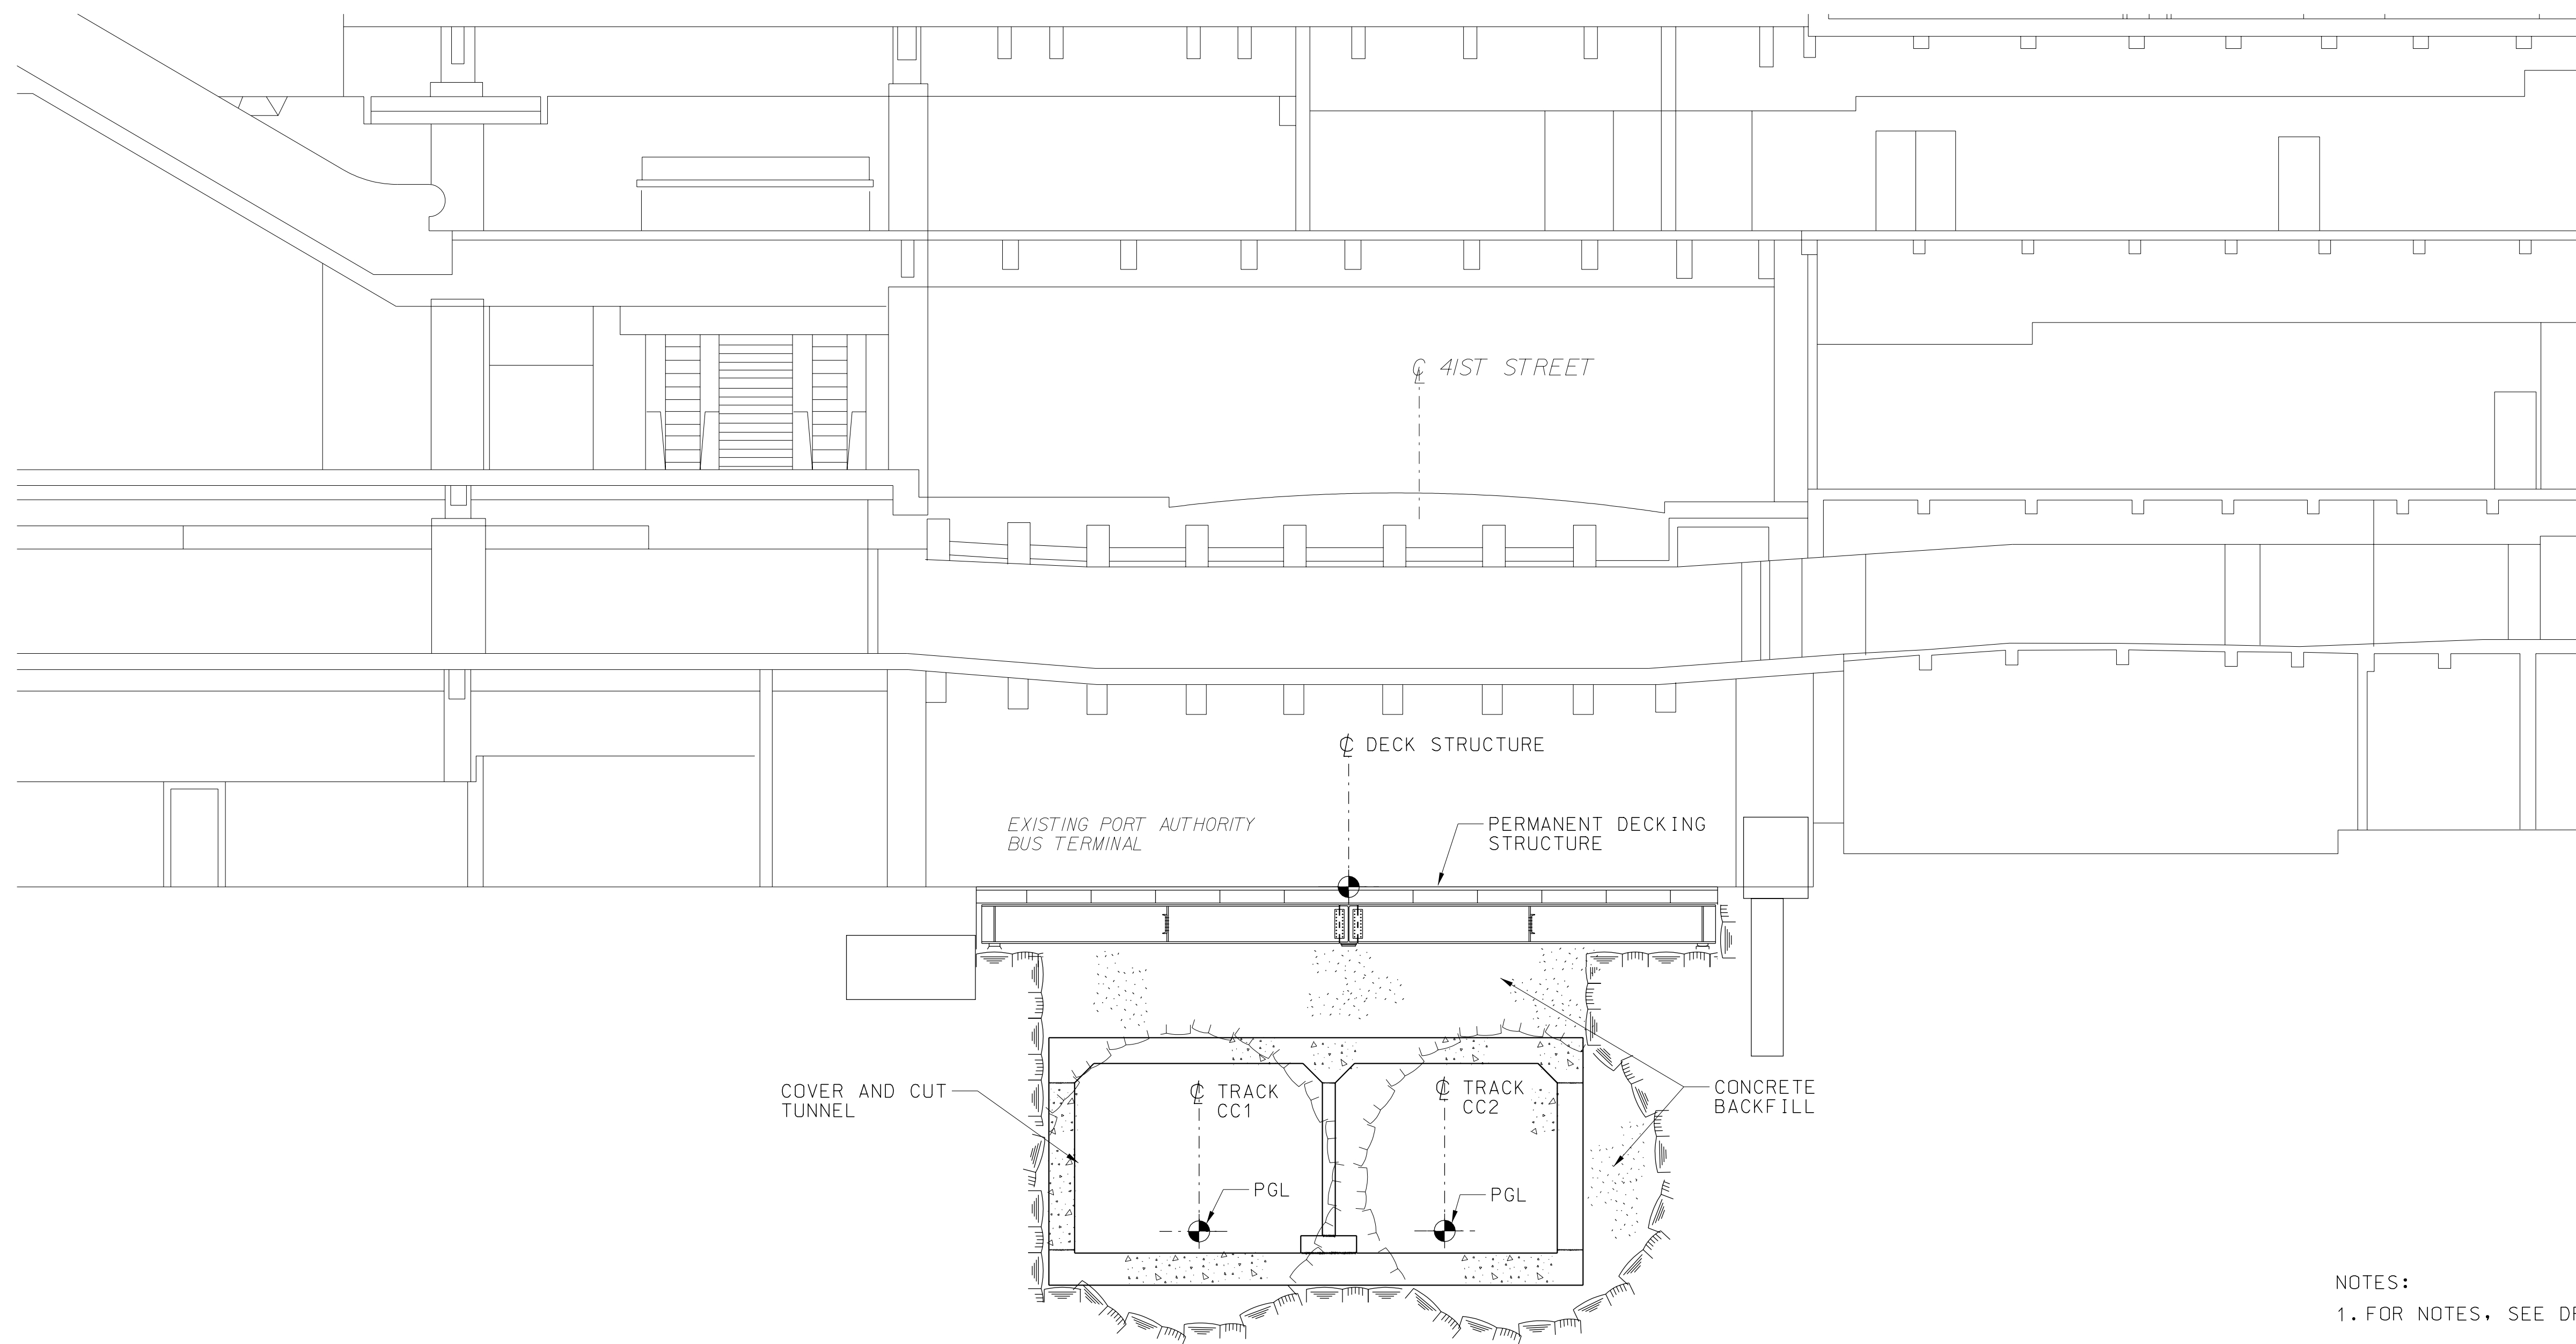 ℄ 41ST STREET
℄ DECK STRUCTURE
EXISTING PORT AUTHORITY
BUS TERMINAL
PERMANENT DECKING
STRUCTURE
COVER AND CUT
TUNNEL
℄ TRACK
CC1
℄ TRACK
CC2
CONCRETE
BACKFILL
PGL
PGL
NOTES:
1. FOR NOTES, SEE